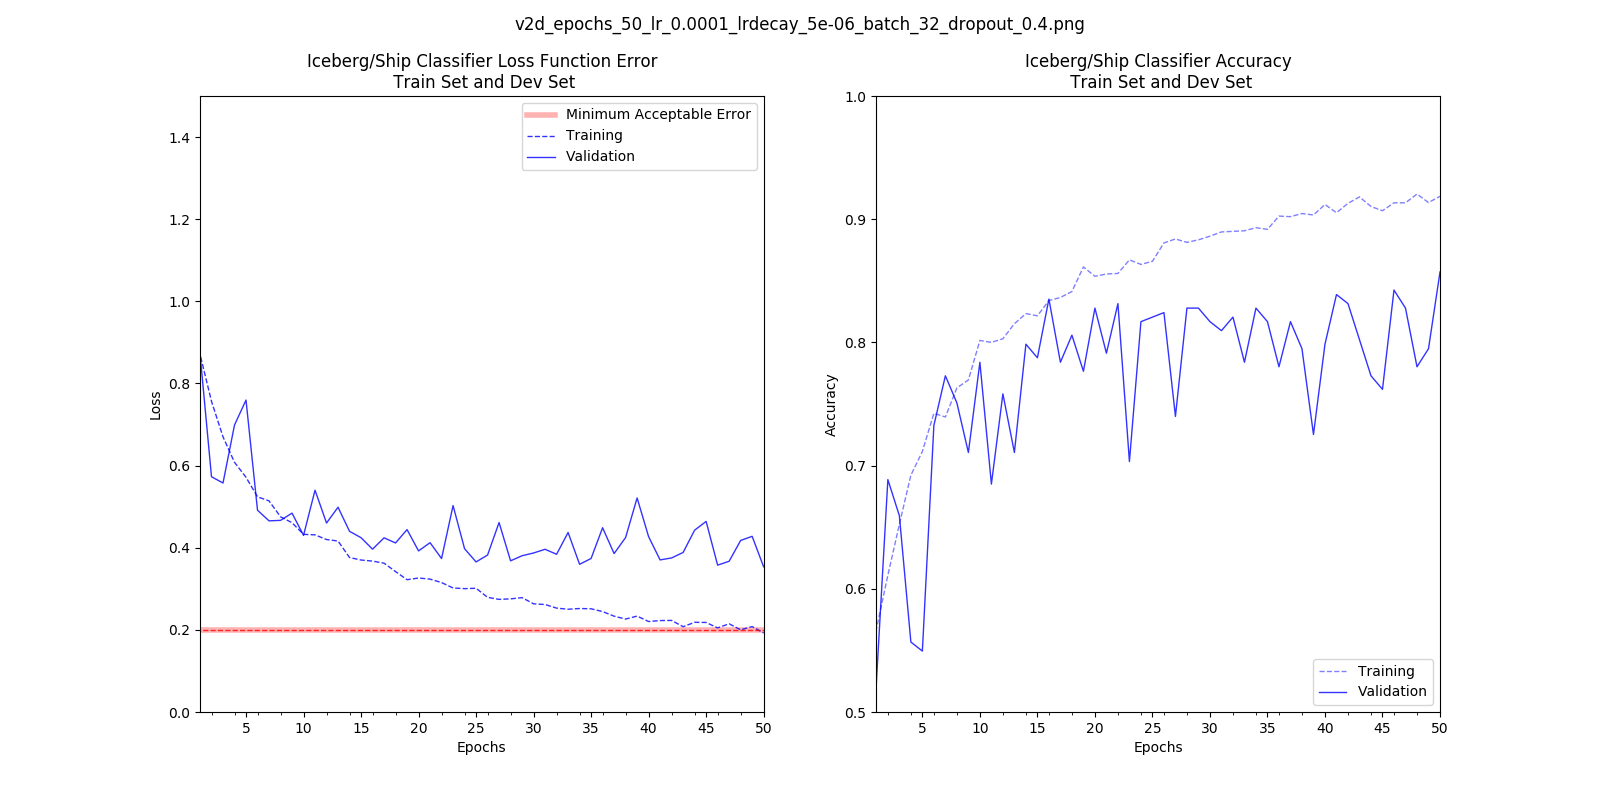 v2d_epochs_50_lr_0.0001_lrdecay_5e-06_batch_32_dropout_0.4.png
Iceberg/Ship Classifier Loss Function Error
Train Set and Dev Set
1.4
1.2
1.0
0.8
0.6
0.4
0.2
0.0
Loss
5 10 15 20 25 30 35 40 45 50
Epochs
Minimum Acceptable Error
Training
Validation
Iceberg/Ship Classifier Accuracy
Train Set and Dev Set
1.0
0.9
0.8
0.7
0.6
0.5
Accuracy
5 10 15 20 25 30 35 40 45 50
Epochs
Training
Validation